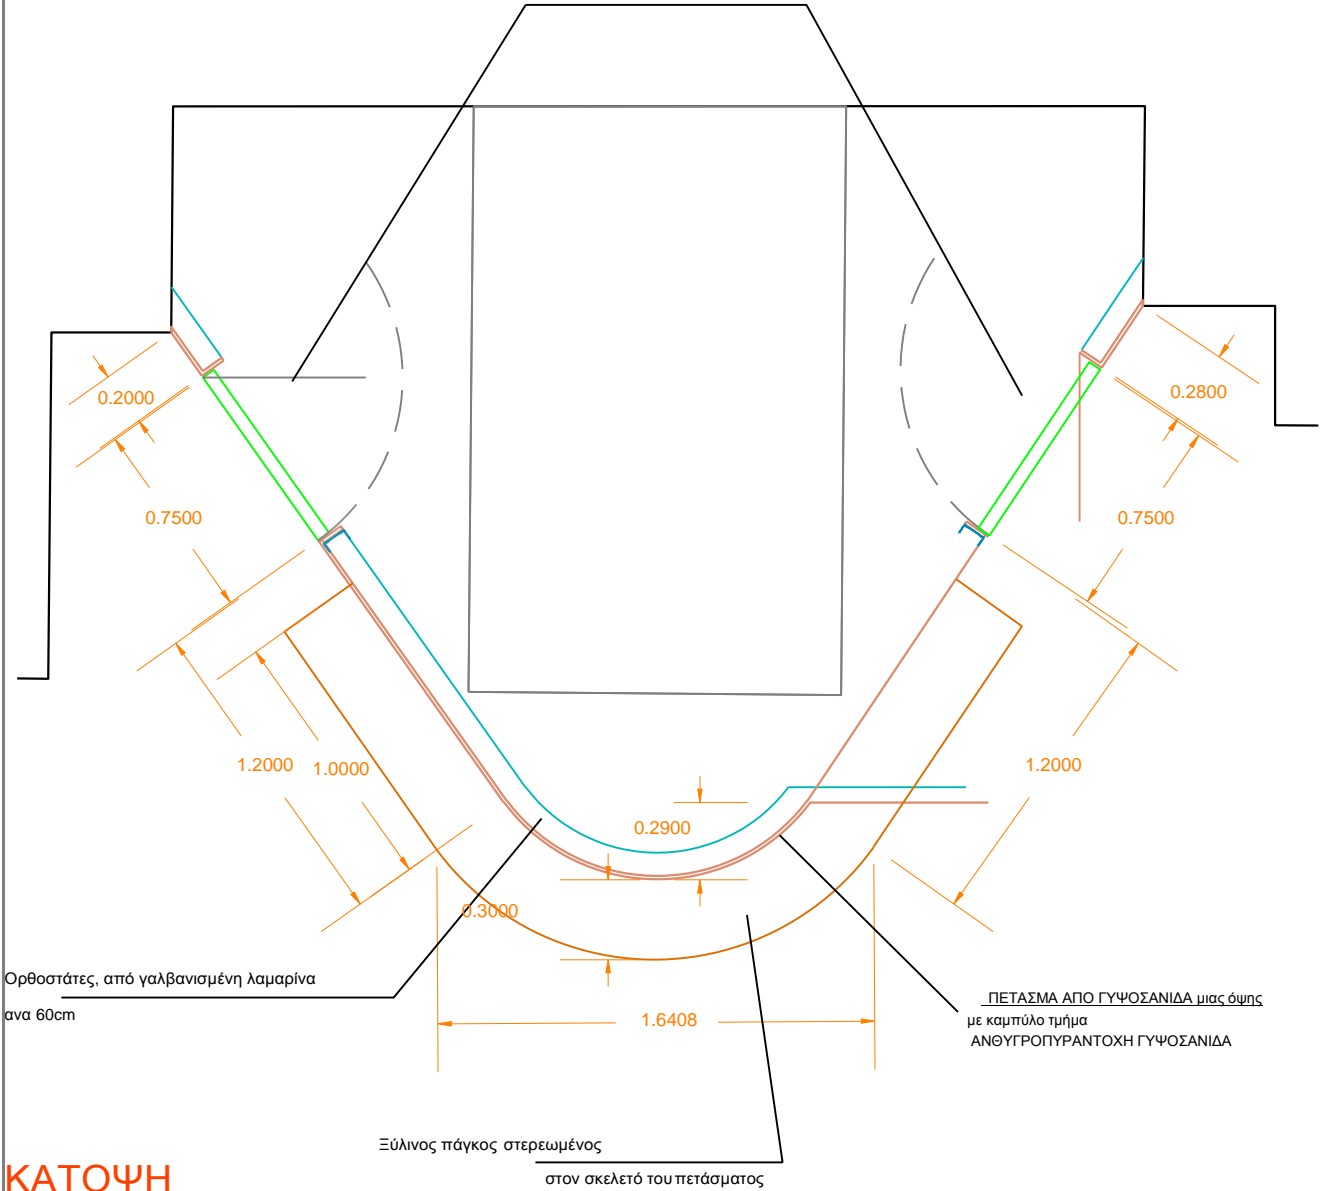 0.2000
0.2800
0.7500
0.7500
1.2000
1.0000
1.2000
0.2900
0.3000
Ορθοστάτες, από γαλβανισμένη λαμαρίνα
ανα 60cm
1.6408
ΠΕΤΑΣΜΑ ΑΠΟ ΓΥΨΟΣΑΝΙΔΑ μιας όψης
με καμπύλο τμήμα
ΑΝΘΥΓΡΟΠΥΡΑΝΤΟΧΗ ΓΥΨΟΣΑΝΙΔΑ
Ξύλινος πάγκος στερεωμένος
στον σκελετό του πετάσματος
ΚΑΤΟΨΗ